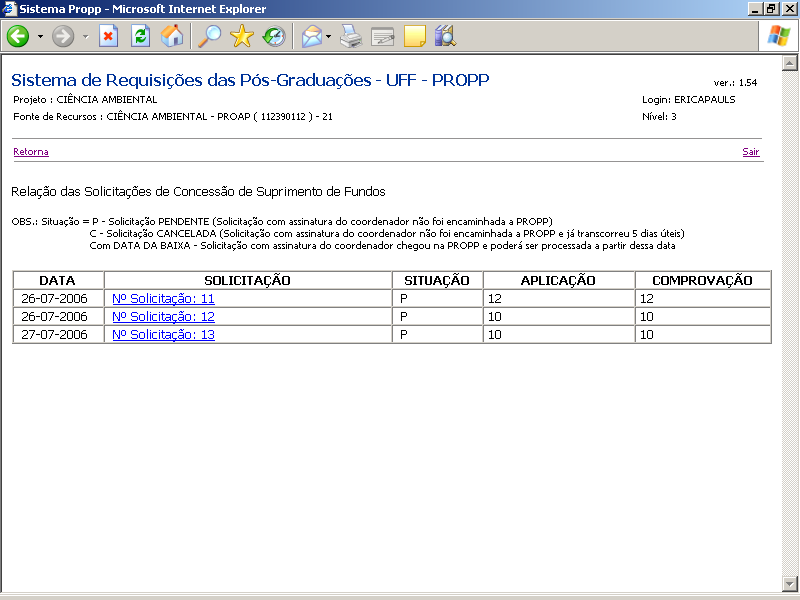 Sistema Propp - Microsoft Internet Explorer
Sistema de Requisições das Pós-Graduações - UFF - PROPP
ver.: 1.54
Projeto : CIÊNCIA AMBIENTAL
Login: ERICAPAULS
Fonte de Recursos : CIÊNCIA AMBIENTAL - PROAP ( 112390112 ) - 21
Nível: 3
Retorna
Sair
Relação das Solicitações de Concessão de Suprimento de Fundos
OBS.: Situação = P - Solicitação PENDENTE (Solicitação com assinatura do coordenador não foi encaminhada a PROPP)
C - Solicitação CANCELADA (Solicitação com assinatura do coordenador não foi encaminhada a PROPP e já transcorreu 5 dias úteis)
Com DATA DA BAIXA - Solicitação com assinatura do coordenador chegou na PROPP e poderá ser processada a partir dessa data
DATA SOLICITAÇÃO SITUAÇÃO APLICAÇÃO COMPROVAÇÃO
26-07-2006 Nº Solicitação: 11 P 12 12
26-07-2006 Nº Solicitação: 12 P 10 10
27-07-2006 Nº Solicitação: 13 P 10 10